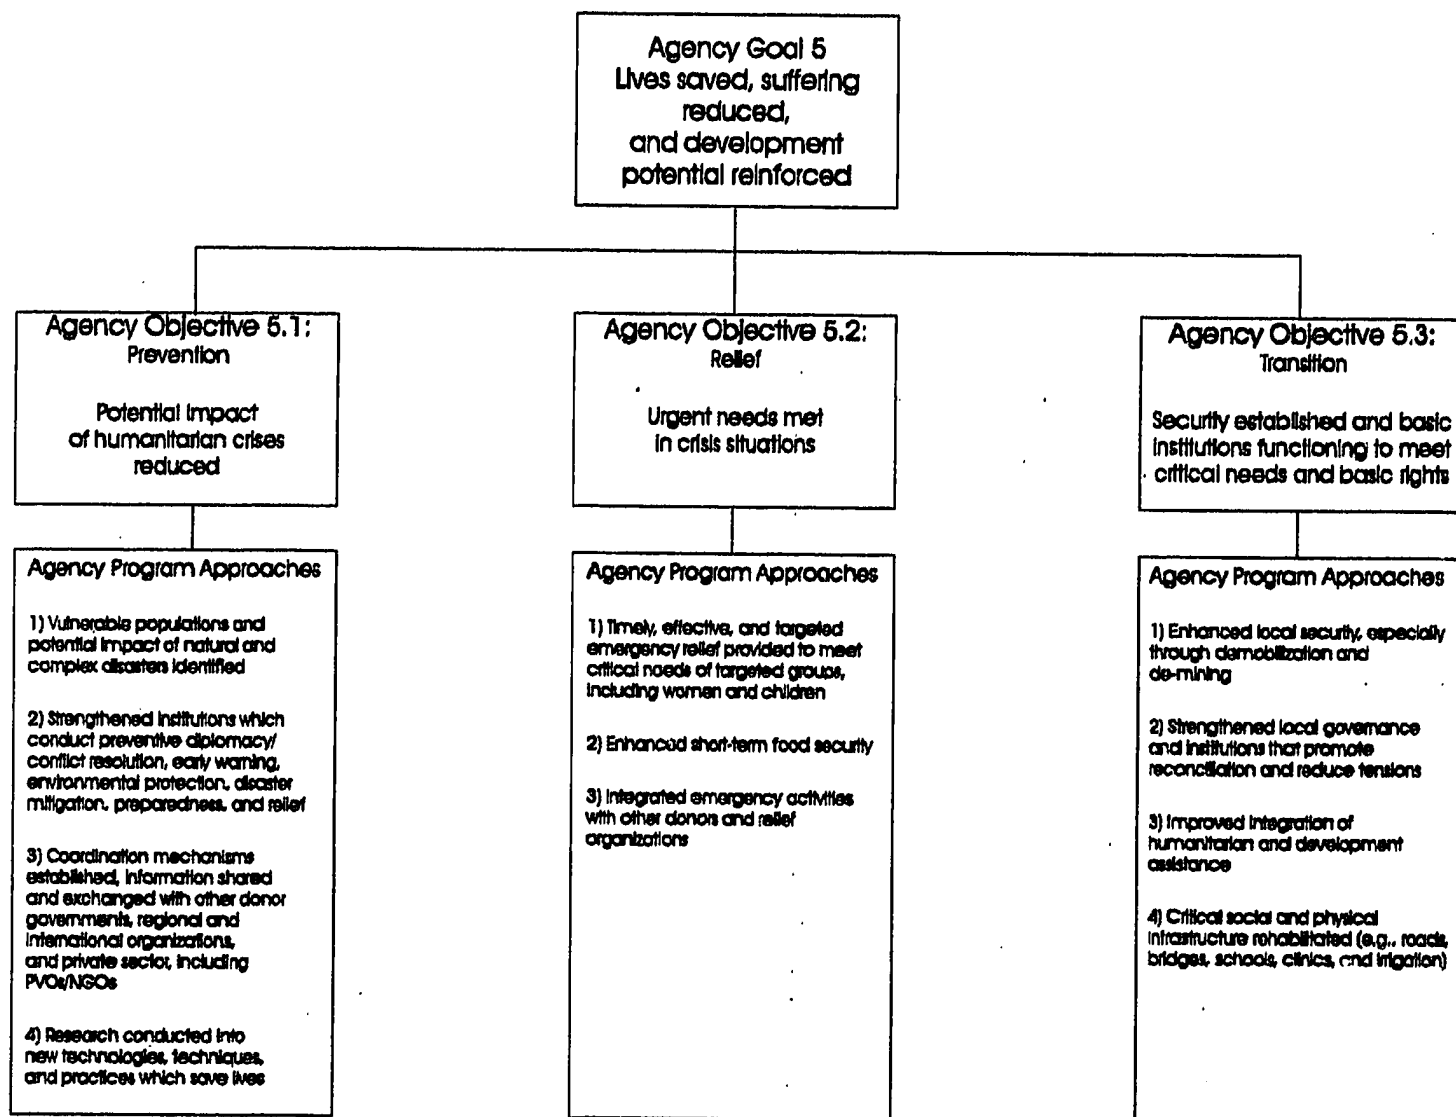 Agency Goal 5
Lives saved, suffering
reduced,
and development
potential reinforced
Agency Objective 5.1:
Prevention
Potential Impact
of humanitarian crises
reduced
Agency Objective 5.2:
Relief
Urgent needs met
in crisis situations
Agency Objective 5.3:
Transition
Security established and basic
institutions functioning to meet
critical needs and basic rights
Agency Program Approaches
1) Vulnerable populations and
potential impact of natural and
complex disasters identified
2) Strengthened institutions which
conduct preventive diplomacy/
conflict resolution, early warning,
environmental protection, disaster
mitigation, preparedness, and relief
3) Coordination mechanisms
established, information shared
and exchanged with other donor
governments, regional and
international organizations,
and private sector, including
PVOs/NGOs
4) Research conducted into
new technologies, techniques,
and practices which save lives
Agency Program Approaches
1) Timely, effective, and targeted
emergency relief provided to meet
critical needs of targeted groups,
including women and children
2) Enhanced short-term food security
3) Integrated emergency activities
with other donors and relief
organizations
Agency Program Approaches
1) Enhanced local security, especially
through demobilization and
de-mining
2) Strengthened local governance
and institutions that promote
reconciliation and reduce tensions
3) Improved integration of
humanitarian and development
assistance
4) Critical social and physical
infrastructure rehabilitated (e.g., roads,
bridges, schools, clinics, and irrigation)